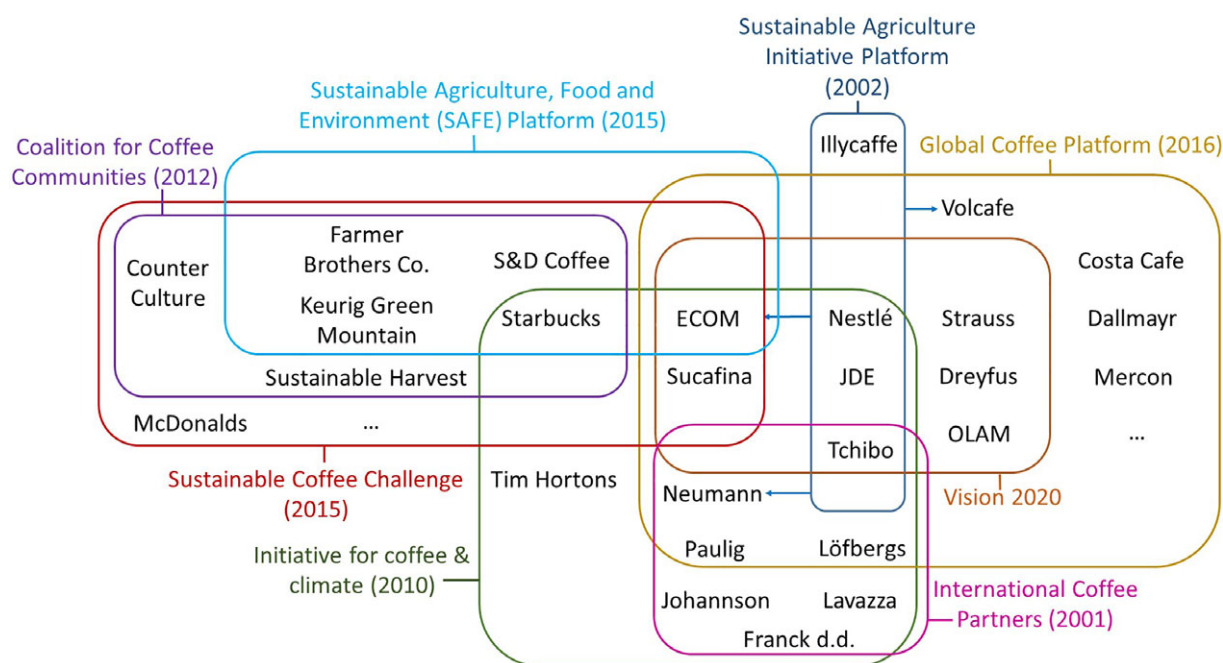 Sustainable Agriculture
Initiative Platform
(2002)
Sustainable Agriculture, Food and
Environment (SAFE) Platform (2015)
Coalition for Coffee
Communities (2012)
Illycaffe
Global Coffee Platform (2016)
Volcafe
Farmer
Brothers Co.
S&D Coffee
Counter
Culture
Costa Cafe
Keurig Green
Mountain
Starbucks
ECOM
Nestlé
Strauss
Dallmayr
Sustainable Harvest
Sucafina
JDE
Dreyfus
Mercon
McDonalds
...
Tchibo
OLAM
...
Sustainable Coffee Challenge
(2015)
Tim Hortons
Neumann
Vision 2020
Initiative for coffee &
climate (2010)
Paulig
Löfbergs
Johannson
Lavazza
Franck d.d.
International Coffee
Partners (2001)